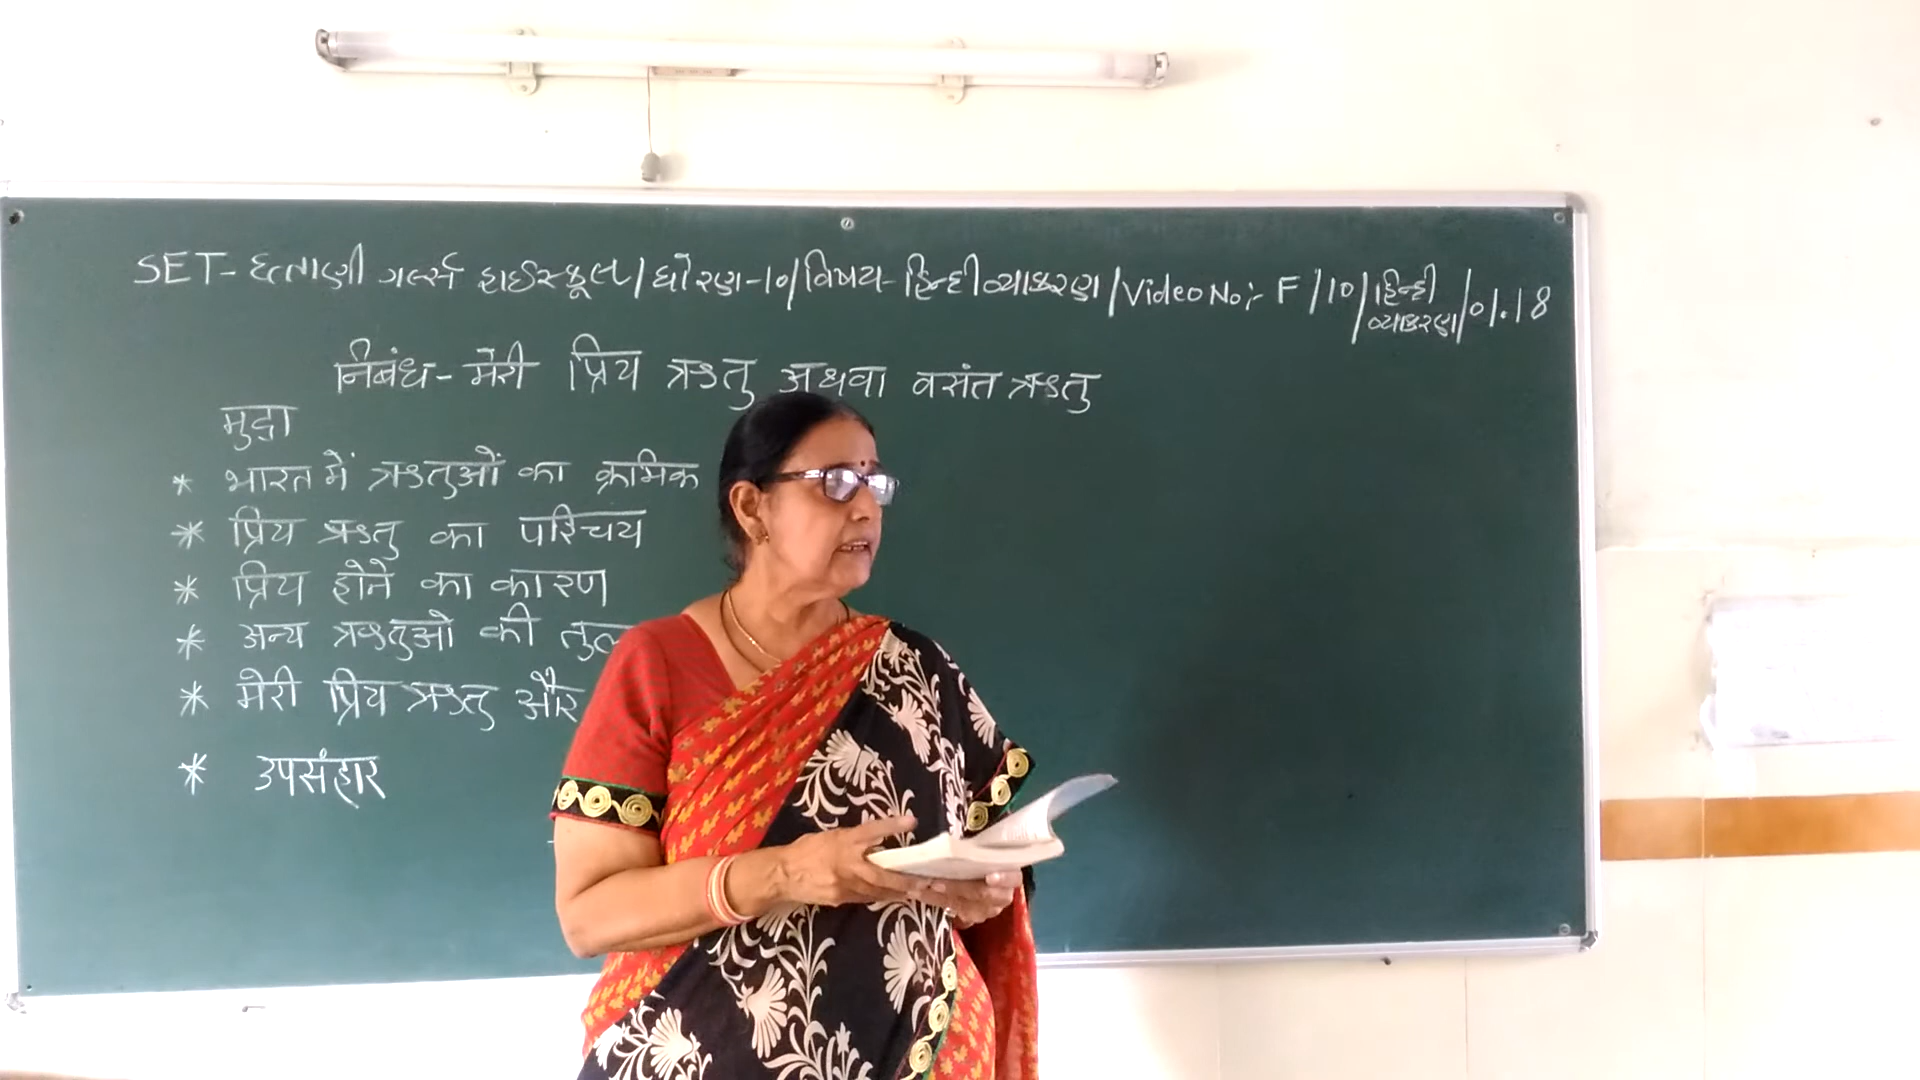 SET- દત્તાણી ગર્લ્સ હાઈસ્કૂલ/ધોરણ-૧૦/વિષય- હિન્દી વ્યાકરણ/Video No:- F/10/હિન્દી વ્યાકરણ/01.18
निबंध- मेरी प्रिय ऋतु अथवा वसंत ऋतु
मुद्दा
* भारत में ऋतुओं का क्रमिक
* प्रिय ऋतु का परिचय
* प्रिय होने का कारण
* अन्य ऋतुओ की
* मेरी प्रिय ऋतु और
* उपसंहार